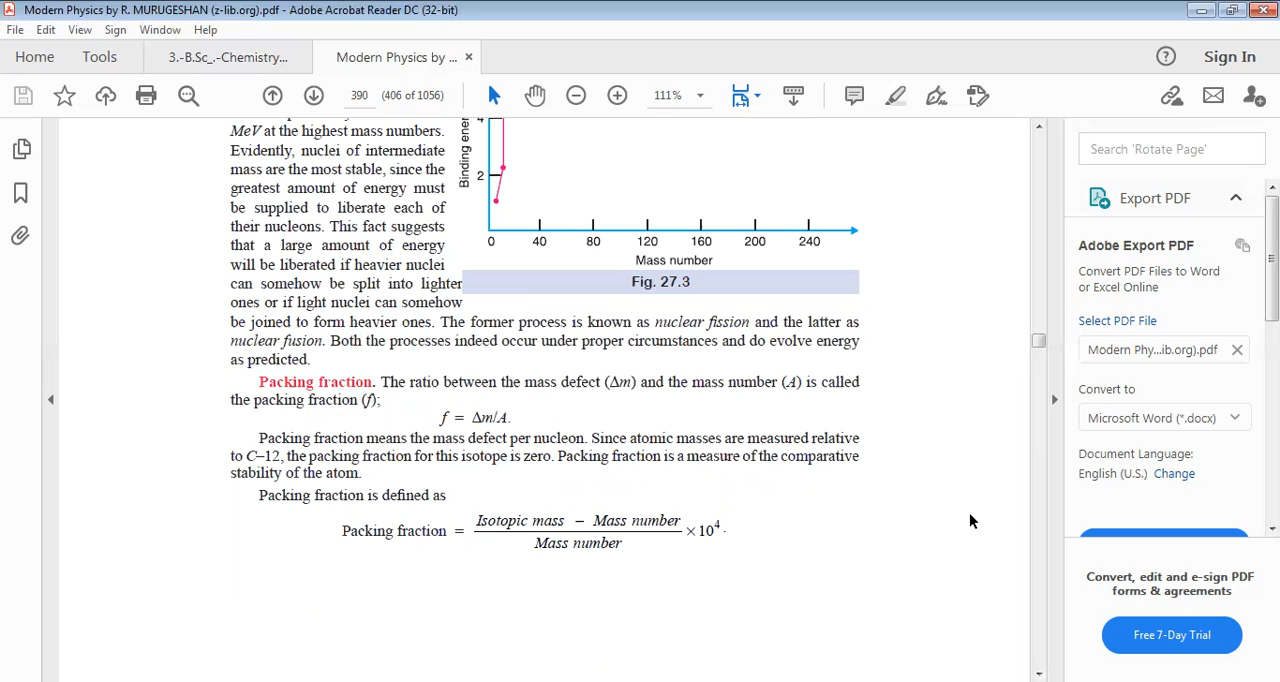 Modern Physics by R. MURUGESHAN (z-lib.org).pdf - Adobe Acrobat Reader DC (32-bit)
File Edit View Sign Window Help
Home Tools 3.-B.Sc_.-Chemistry... Modern Physics by ... × Sign In
390 (406 of 1056) 111%
MeV at the highest mass numbers.
Evidently, nuclei of intermediate
mass are the most stable, since the
greatest amount of energy must
be supplied to liberate each of
their nucleons. This fact suggests
that a large amount of energy
will be liberated if heavier nuclei
can somehow be split into lighter
ones or if light nuclei can somehow
be joined to form heavier ones. The former process is known as nuclear fission and the latter as
nuclear fusion. Both the processes indeed occur under proper circumstances and do evolve energy
as predicted.
Binding ener
4
2
0 40 80 120 160 200 240
Mass number
Fig. 27.3
Packing fraction. The ratio between the mass defect (Δm) and the mass number (A) is called
the packing fraction (f);
f = Δm/A.
Packing fraction means the mass defect per nucleon. Since atomic masses are measured relative
to C–12, the packing fraction for this isotope is zero. Packing fraction is a measure of the comparative
stability of the atom.
Packing fraction is defined as
Packing fraction = Isotopic mass − Mass number / Mass number × 10⁴
Search 'Rotate Page'
Export PDF
Adobe Export PDF
Convert PDF Files to Word
or Excel Online
Select PDF File
Modern Phy...ib.org).pdf
Convert to
Microsoft Word (*.docx)
Document Language:
English (U.S.) Change
Convert, edit and e-sign PDF
forms & agreements
Free 7-Day Trial